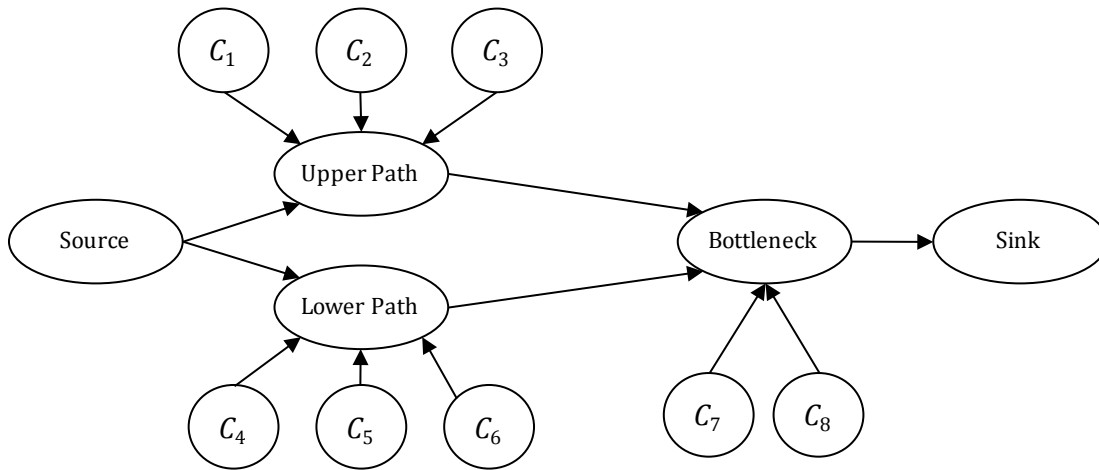 C₁
C₂
C₃
Upper Path
Source
Bottleneck
Sink
Lower Path
C₄
C₅
C₆
C₇
C₈